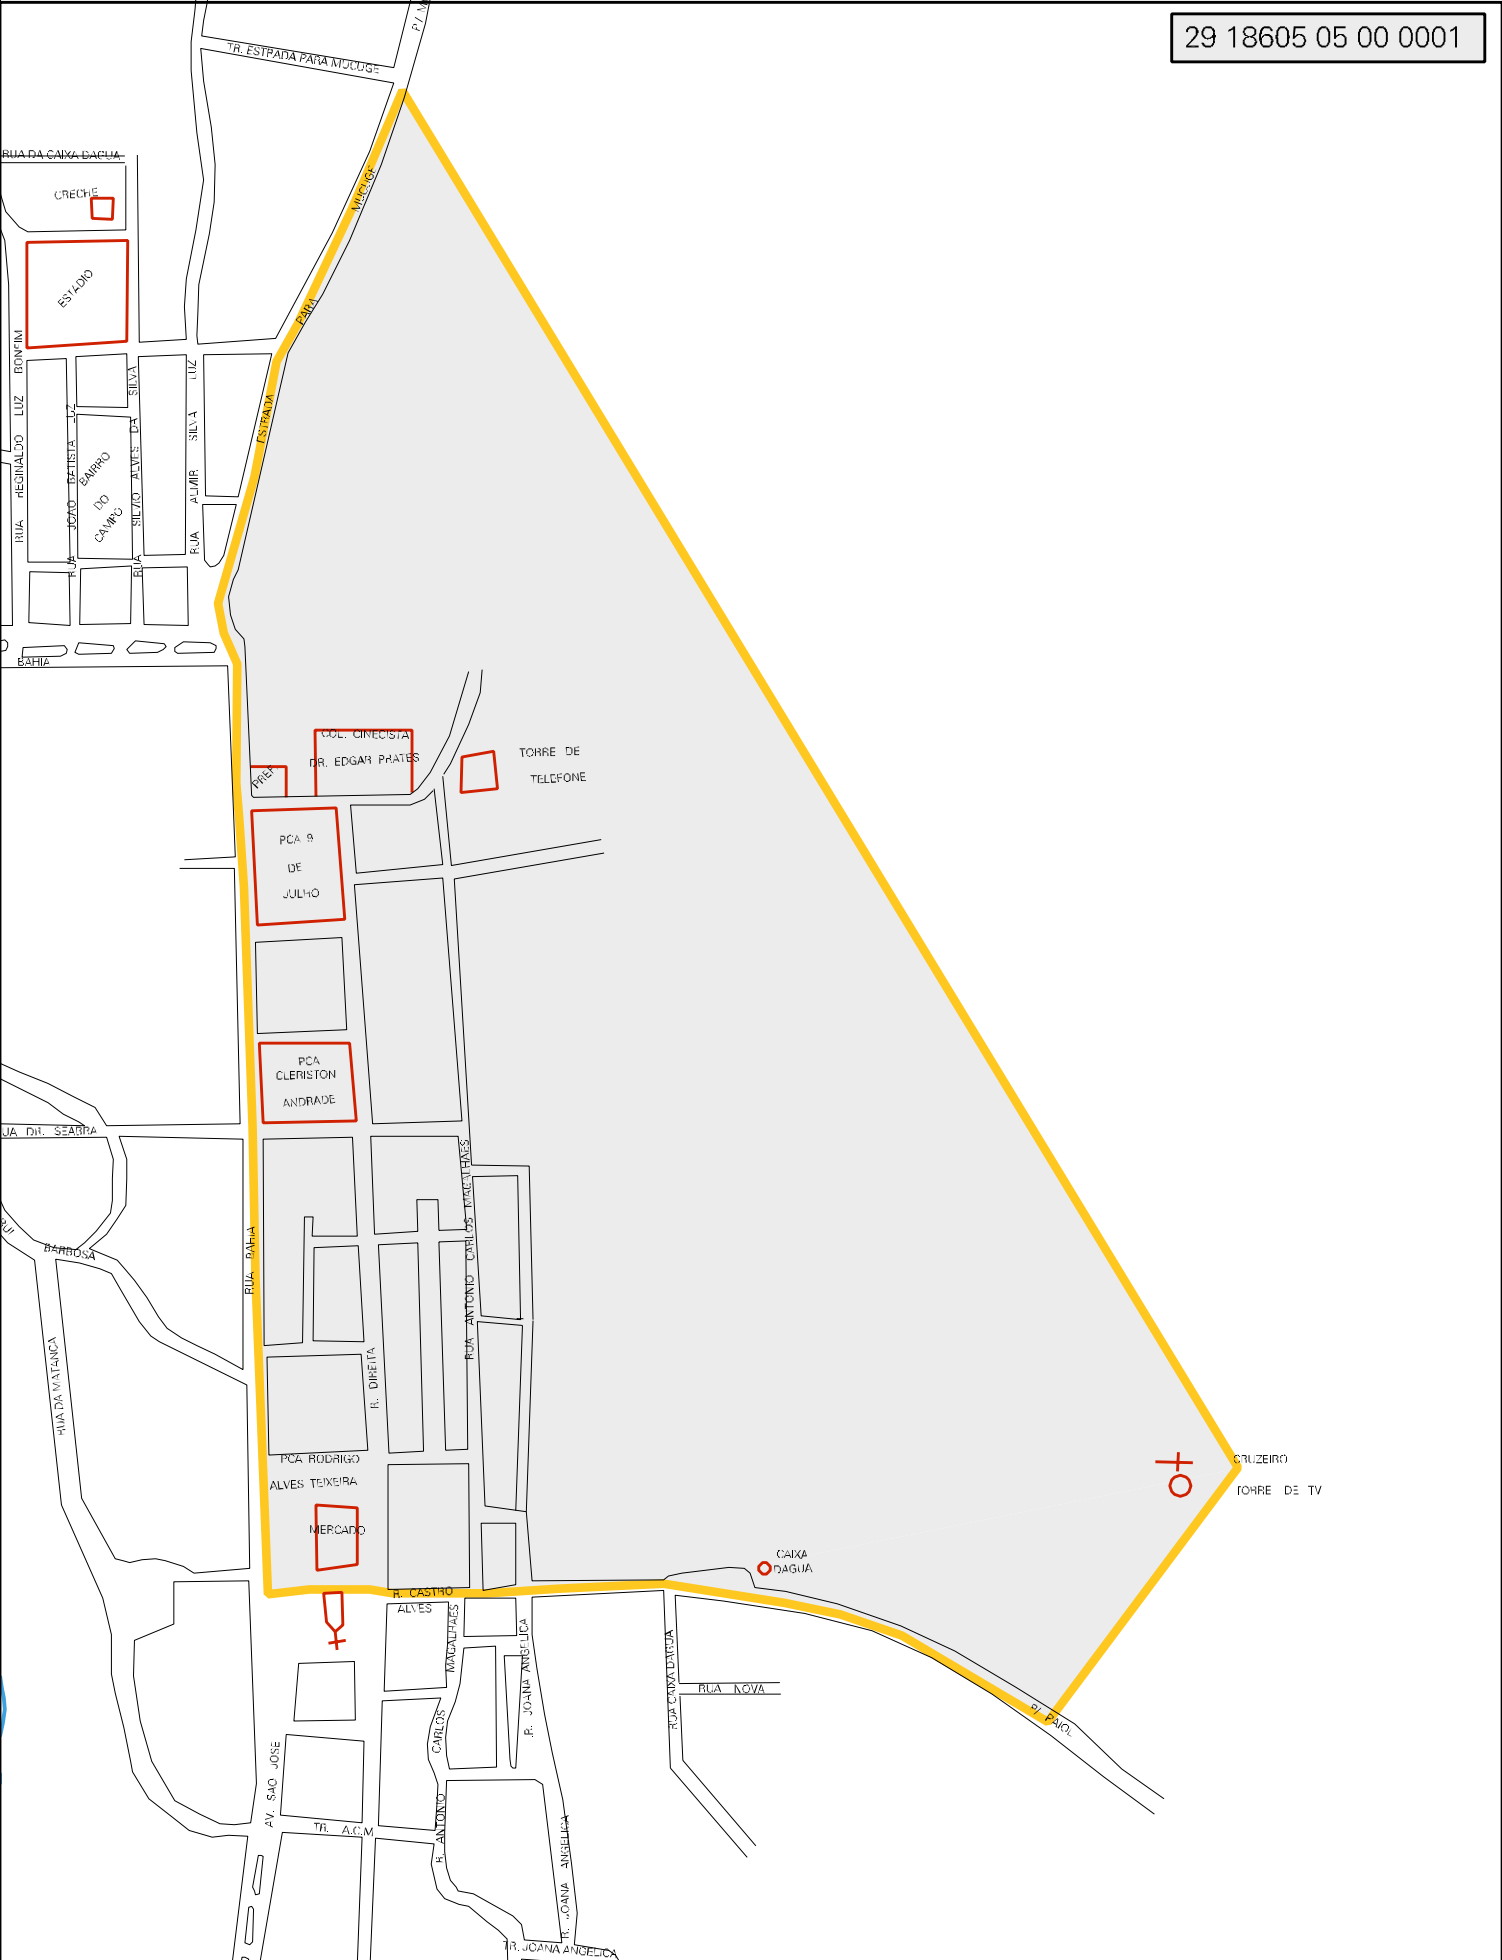 29 18605 05 00 0001
TR. ESTRADA PARA MUCUGE
RUA DA CAIXA DAGUA
CRECHE
ESTADIO
MUCUGE
PARA
ESTRADA
RUA REGINALDO LUZ BONFIM
RUA JOAO BATISTA LUZ
BAIRRO
DO
CAMPO
RUA SILVIO ALVES DA SILVA
RUA ALMIR SILVA LUZ
BAHIA
COL. CINECISTA
DR. EDGAR PRATES
PREF.
TORRE DE
TELEFONE
PCA 9
DE
JULHO
PCA
CLERISTON
ANDRADE
UA DR. SEABRA
RUI
BARBOSA
RUA BAHIA
RUA ANTONIO CARLOS MAGALHAES
RUA DA MATANCA
R. DIREITA
PCA RODRIGO
ALVES TEIXEIRA
MERCADO
CRUZEIRO
TORRE DE TV
CAIXA
DAGUA
R. CASTRO
ALVES
R. ANTONIO CARLOS MAGALHAES
R. JOANA ANGELICA
RUA CAIXA DAGUA
RUA NOVA
P/ PAIOL
AV. SAO JOSE
TR. A.C.M
R. JOANA ANGELICA
TR. JOANA ANGELICA